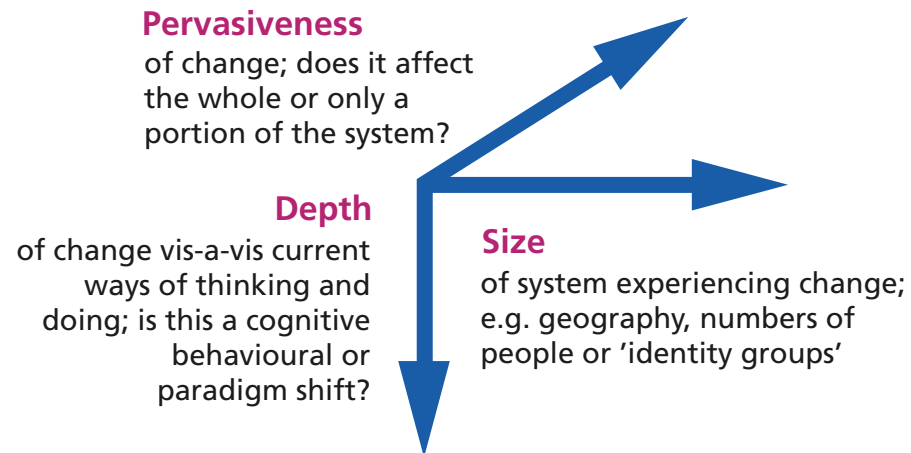 Pervasiveness
of change; does it affect
the whole or only a
portion of the system?
Depth
of change vis-a-vis current
ways of thinking and
doing; is this a cognitive
behavioural or
paradigm shift?
Size
of system experiencing change;
e.g. geography, numbers of
people or ’identity groups’